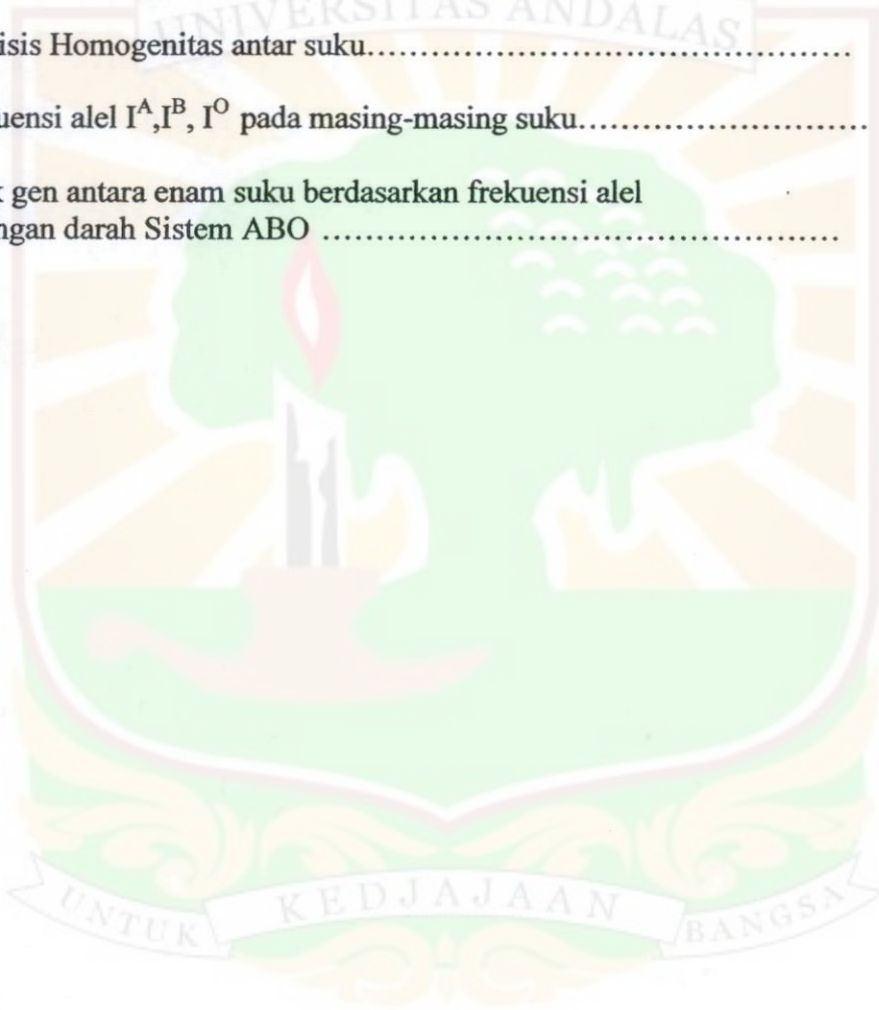 UNIVERSITAS ANDALAS
isis Homogenitas antar suku..................................................
uensi alel I^A,I^B, I^O pada masing-masing suku...........................
gen antara enam suku berdasarkan frekuensi alel
ngan darah Sistem ABO ................................................
UNTUK KEDJAJAAN BANGSA